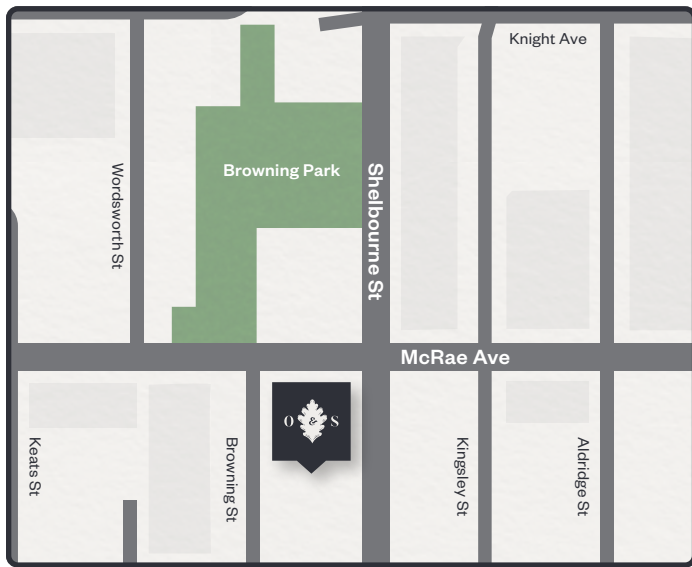 Knight Ave
Wordsworth St
Browning Park
Shelbourne St
McRae Ave
O & S
Keats St
Browning St
Kingsley St
Aldridge St